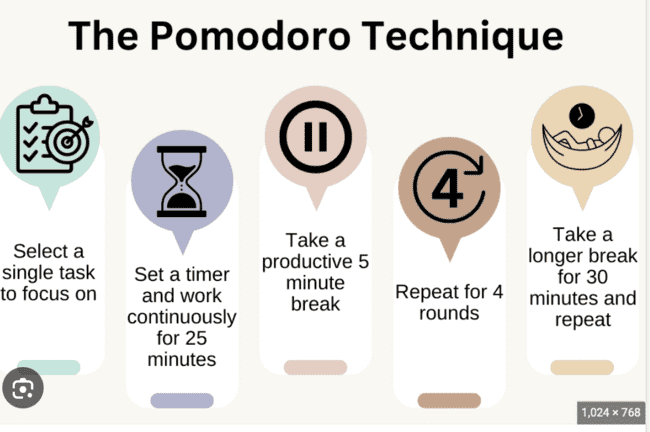 The Pomodoro Technique
Select a
single task
to focus on
Set a timer
and work
continuously
for 25
minutes
Take a
productive 5
minute
break
4
Repeat for 4
rounds
Take a
longer break
for 30
minutes and
repeat
1,024 × 768